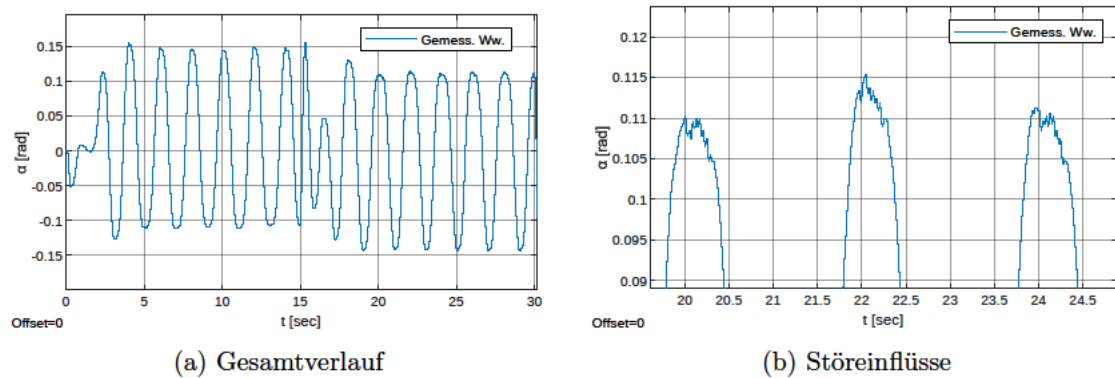 Gemess. Ww.
0.15
0.1
0.05
0
-0.05
-0.1
-0.15
α [rad]
0 5 10 15 20 25 30
t [sec]
Offset=0
(a) Gesamtverlauf
Gemess. Ww.
0.12
0.115
0.11
0.105
0.1
0.095
0.09
α [rad]
20 20.5 21 21.5 22 22.5 23 23.5 24 24.5
t [sec]
Offset=0
(b) Störeinflüsse